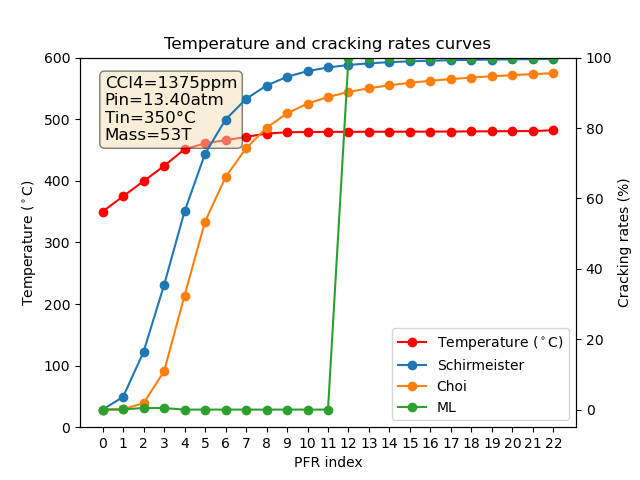 Temperature and cracking rates curves
CCl4=1375ppm
Pin=13.40atm
Tin=350°C
Mass=53T
600
500
400
300
200
100
0
Temperature (°C)
100
80
60
40
20
0
Cracking rates (%)
Temperature (°C)
Schirmeister
Choi
ML
0 1 2 3 4 5 6 7 8 9 10 11 12 13 14 15 16 17 18 19 20 21 22
PFR index